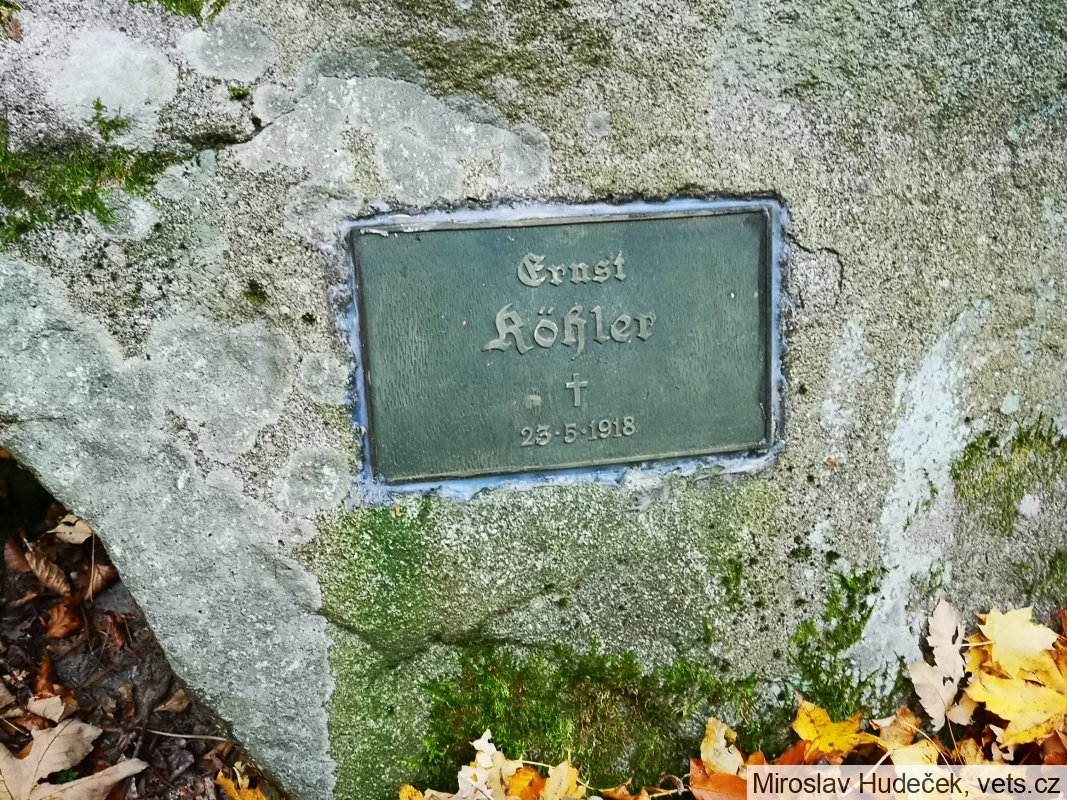 Ernst
Köhler
†
23·5·1918
Miroslav Hudeček, vets.cz